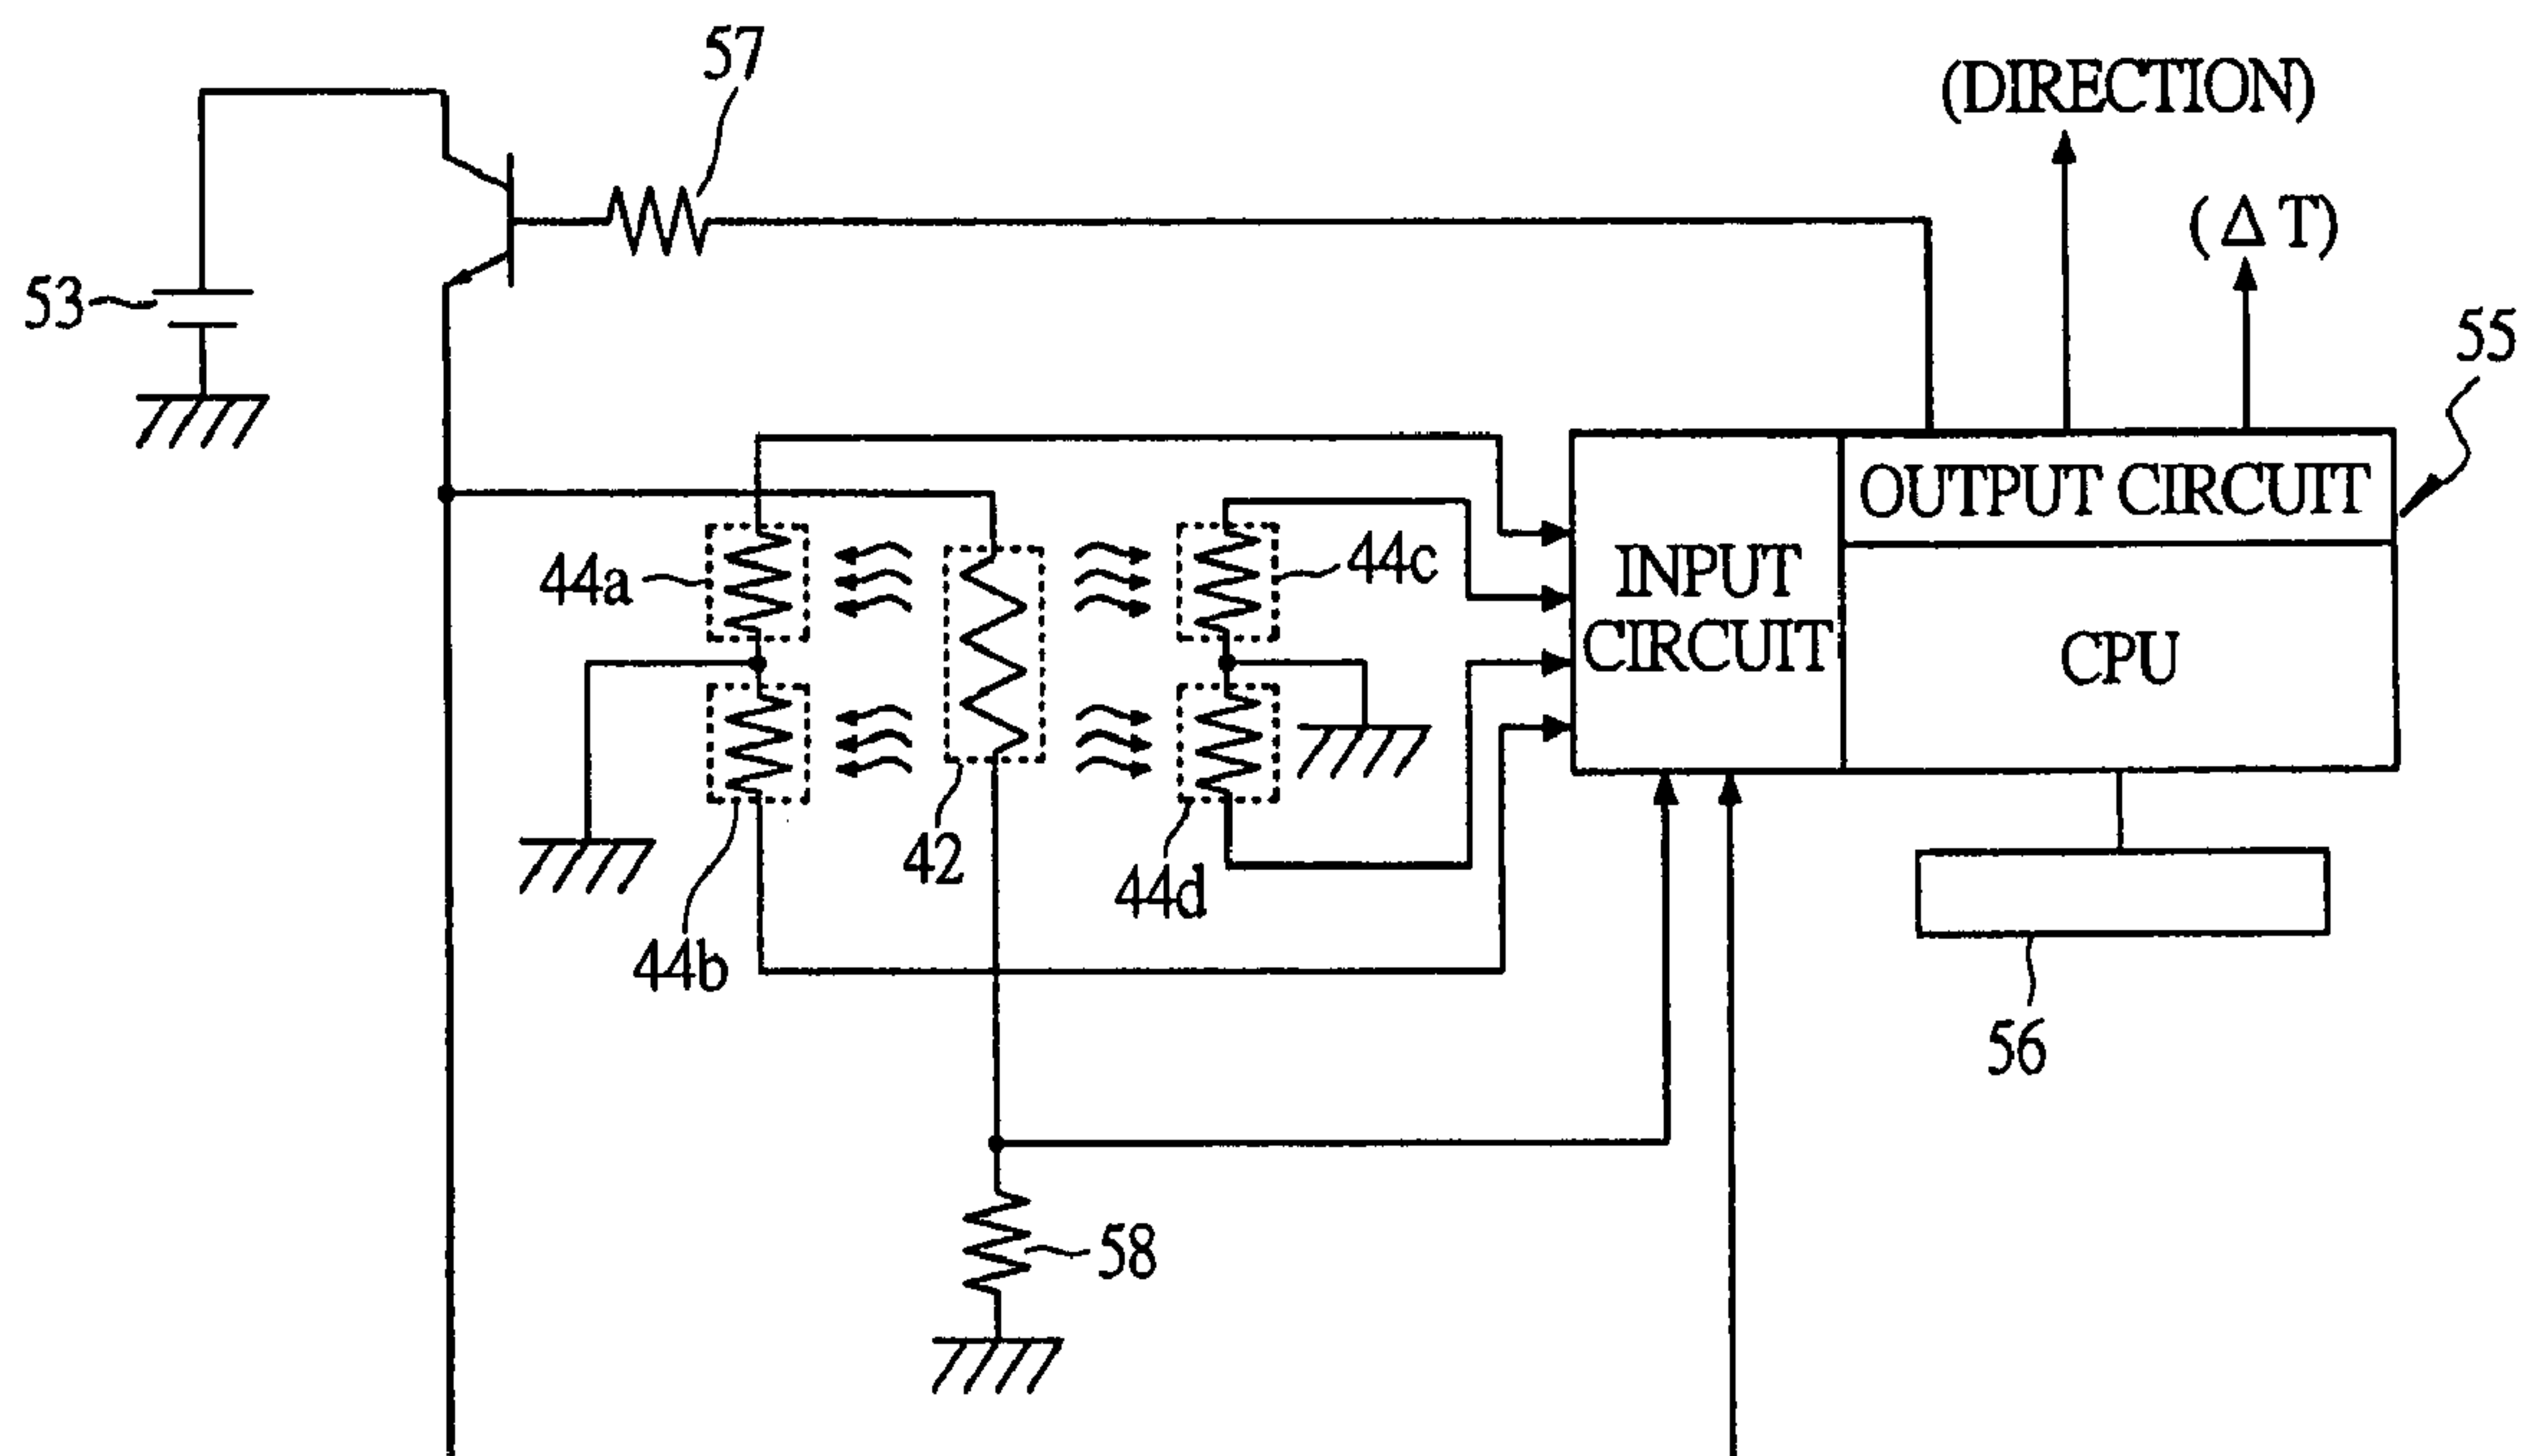 57
(DIRECTION)
(ΔT)
53
55
OUTPUT CIRCUIT
44a
44c
INPUT
CIRCUIT
CPU
42
44d
44b
56
58